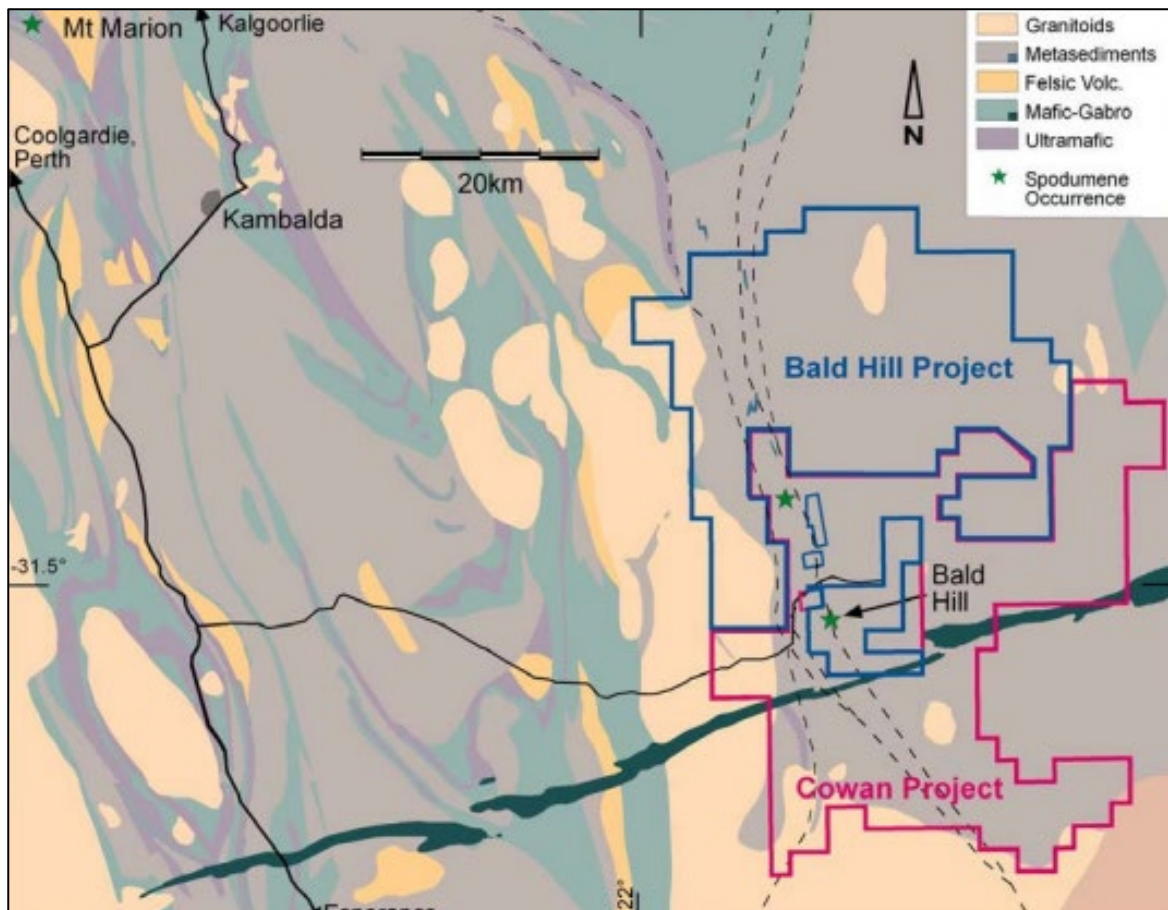 Mt Marion
Kalgoorlie
Coolgardie,
Perth
Kambalda
20km
N
Granitoids
Metasediments
Felsic Volc.
Mafic-Gabro
Ultramafic
Spodumene
Occurrence
Bald Hill Project
-31.5°
Bald
Hill
Cowan Project
22°